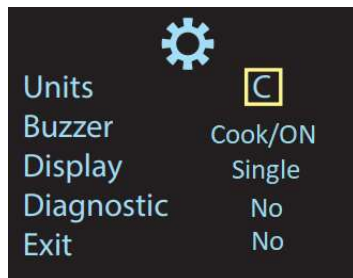 Units C
Buzzer Cook/ON
Display Single
Diagnostic No
Exit No